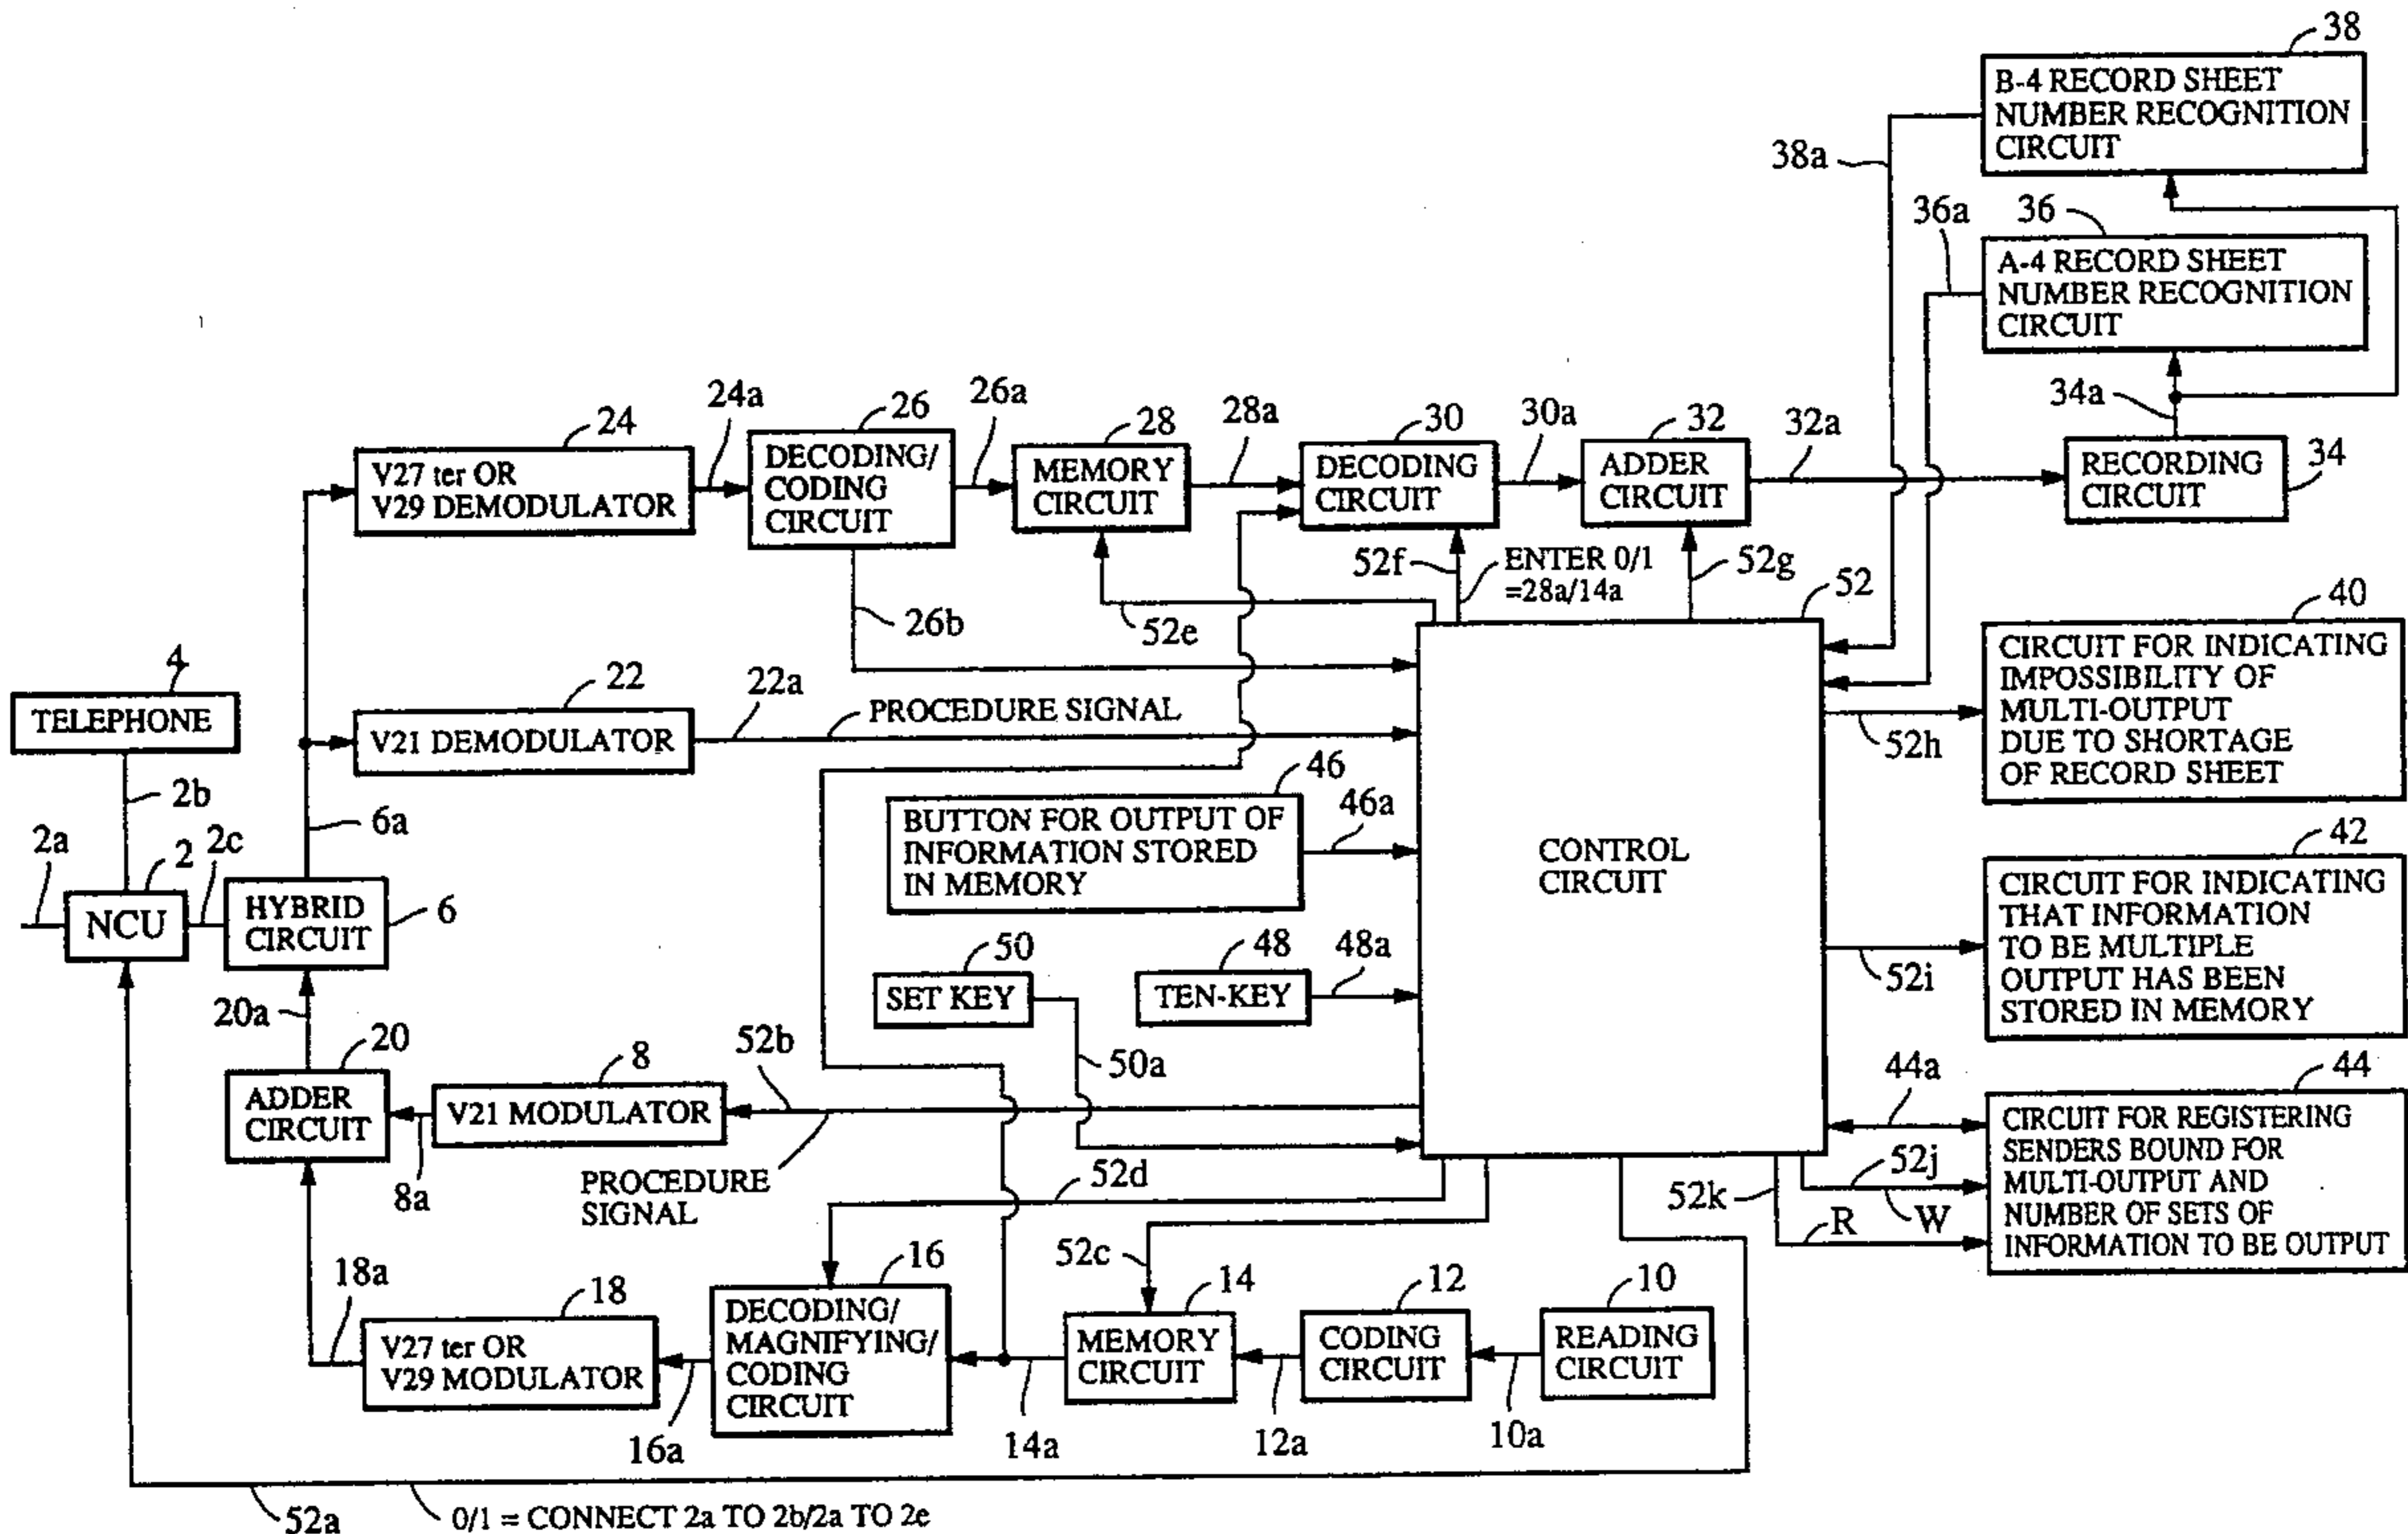 38
B-4 RECORD SHEET
NUMBER RECOGNITION
CIRCUIT
38a
36a
36
A-4 RECORD SHEET
NUMBER RECOGNITION
CIRCUIT
34a
24
24a
26
26a
28
28a
30
30a
32
32a
V27 ter OR
V29 DEMODULATOR
DECODING/
CODING
CIRCUIT
MEMORY
CIRCUIT
DECODING
CIRCUIT
ADDER
CIRCUIT
RECORDING
CIRCUIT
34
26b
52e
52f
ENTER 0/1
=28a/14a
52g
52
40
CIRCUIT FOR INDICATING
IMPOSSIBILITY OF
MULTI-OUTPUT
DUE TO SHORTAGE
OF RECORD SHEET
52h
4
TELEPHONE
2b
22
22a
PROCEDURE SIGNAL
V21 DEMODULATOR
6a
46
BUTTON FOR OUTPUT OF
INFORMATION STORED
IN MEMORY
46a
CONTROL
CIRCUIT
42
CIRCUIT FOR INDICATING
THAT INFORMATION
TO BE MULTIPLE
OUTPUT HAS BEEN
STORED IN MEMORY
52i
2a
2
2c
NCU
HYBRID
CIRCUIT
6
50
SET KEY
48
TEN-KEY
48a
50a
20a
20
ADDER
CIRCUIT
8
V21 MODULATOR
8a
52b
PROCEDURE
SIGNAL
44a
44
CIRCUIT FOR REGISTERING
SENDERS BOUND FOR
MULTI-OUTPUT AND
NUMBER OF SETS OF
INFORMATION TO BE OUTPUT
52j
W
52k
R
52d
52c
18a
18
V27 ter OR
V29 MODULATOR
16
DECODING/
MAGNIFYING/
CODING
CIRCUIT
16a
14
MEMORY
CIRCUIT
14a
12
CODING
CIRCUIT
12a
10
READING
CIRCUIT
10a
52a
0/1 = CONNECT 2a TO 2b/2a TO 2e